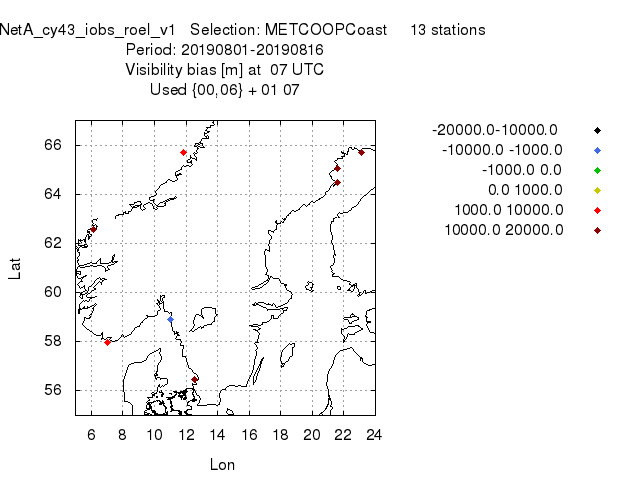 NetA_cy43_iobs_roel_v1 Selection: METCOOPCoast 13 stations
Period: 20190801-20190816
Visibility bias [m] at 07 UTC
Used {00,06} + 01 07
-20000.0-10000.0
-10000.0 -1000.0
-1000.0 0.0
0.0 1000.0
1000.0 10000.0
10000.0 20000.0
Lat
66
64
62
60
58
56
6 8 10 12 14 16 18 20 22 24
Lon